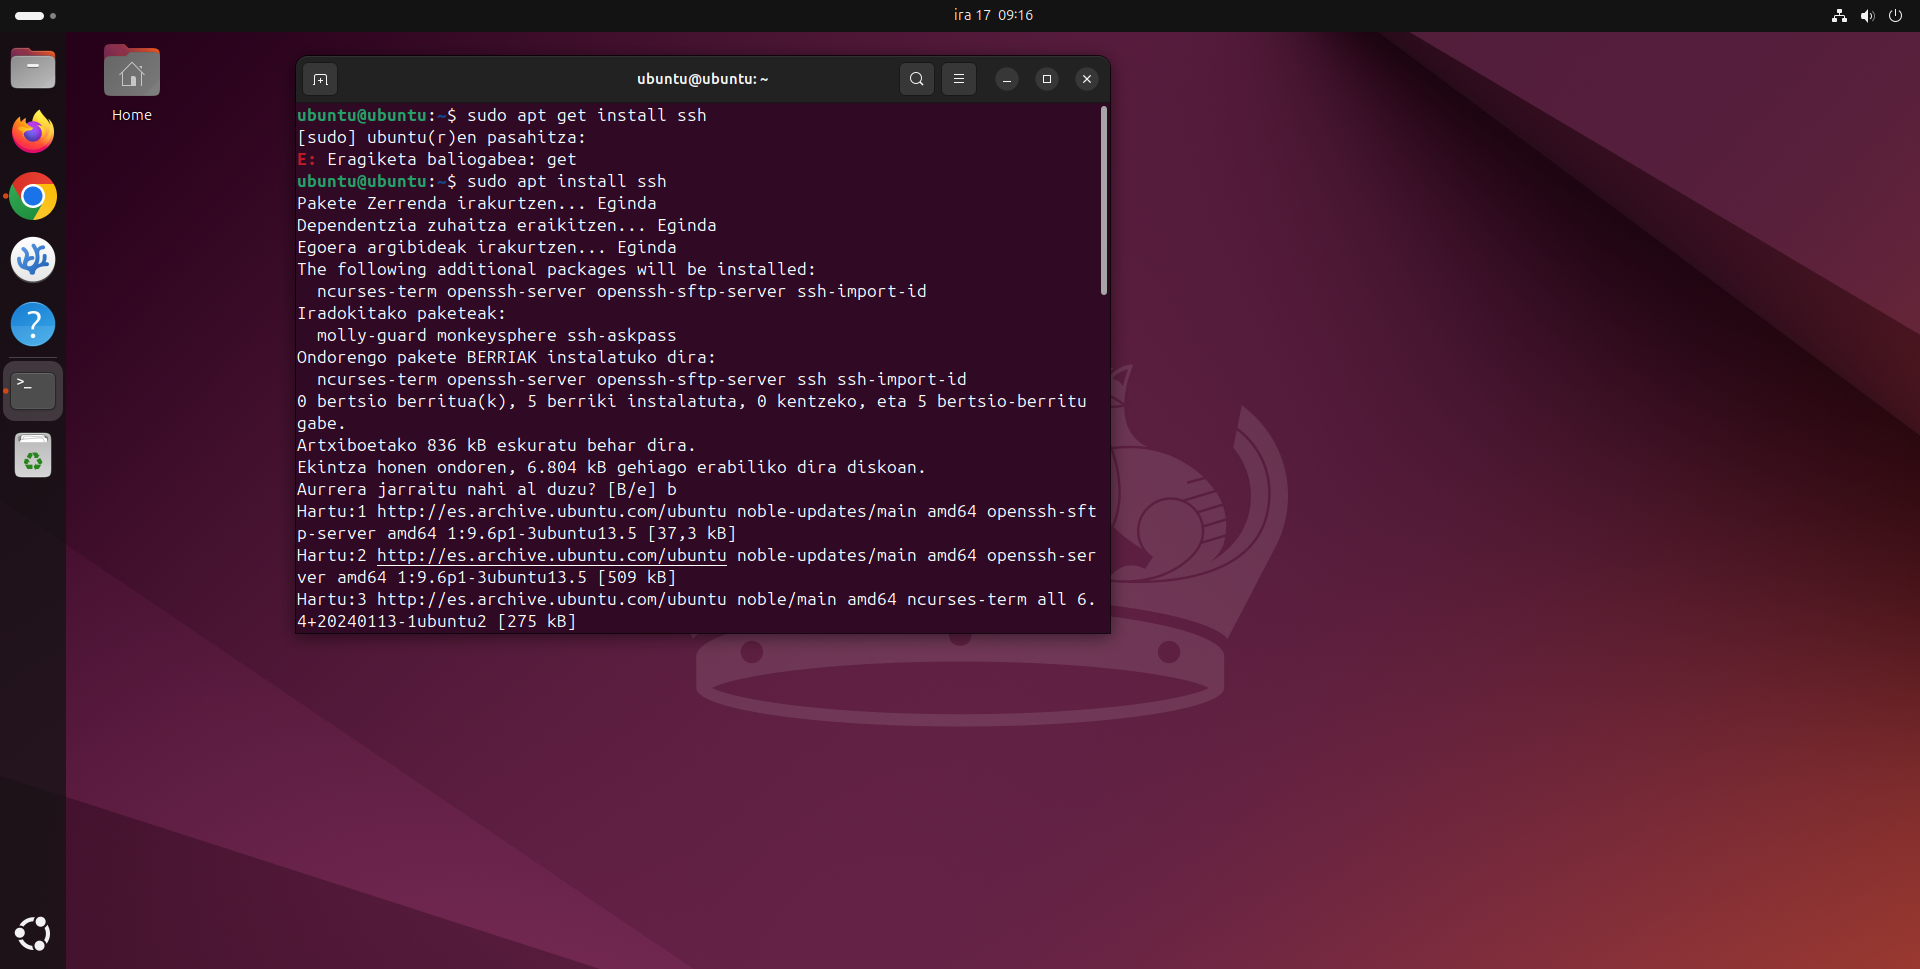 ira 17 09:16
Home
ubuntu@ubuntu: ~
ubuntu@ubuntu:~$ sudo apt get install ssh
[sudo] ubuntu(r)en pasahitza:
E: Eragiketa baliogabea: get
ubuntu@ubuntu:~$ sudo apt install ssh
Pakete Zerrenda irakurtzen... Eginda
Dependentzia zuhaitza eraikitzen... Eginda
Egoera argibideak irakurtzen... Eginda
The following additional packages will be installed:
  ncurses-term openssh-server openssh-sftp-server ssh-import-id
Iradokitako paketeak:
  molly-guard monkeysphere ssh-askpass
Ondorengo pakete BERRIAK instalatuko dira:
  ncurses-term openssh-server openssh-sftp-server ssh ssh-import-id
0 bertsio berritua(k), 5 berriki instalatuta, 0 kentzeko, eta 5 bertsio-berritu
gabe.
Artxiboetako 836 kB eskuratu behar dira.
Ekintza honen ondoren, 6.804 kB gehiago erabiliko dira diskoan.
Aurrera jarraitu nahi al duzu? [B/e] b
Hartu:1 http://es.archive.ubuntu.com/ubuntu noble-updates/main amd64 openssh-sft
p-server amd64 1:9.6p1-3ubuntu13.5 [37,3 kB]
Hartu:2 http://es.archive.ubuntu.com/ubuntu noble-updates/main amd64 openssh-ser
ver amd64 1:9.6p1-3ubuntu13.5 [509 kB]
Hartu:3 http://es.archive.ubuntu.com/ubuntu noble/main amd64 ncurses-term all 6.
4+20240113-1ubuntu2 [275 kB]